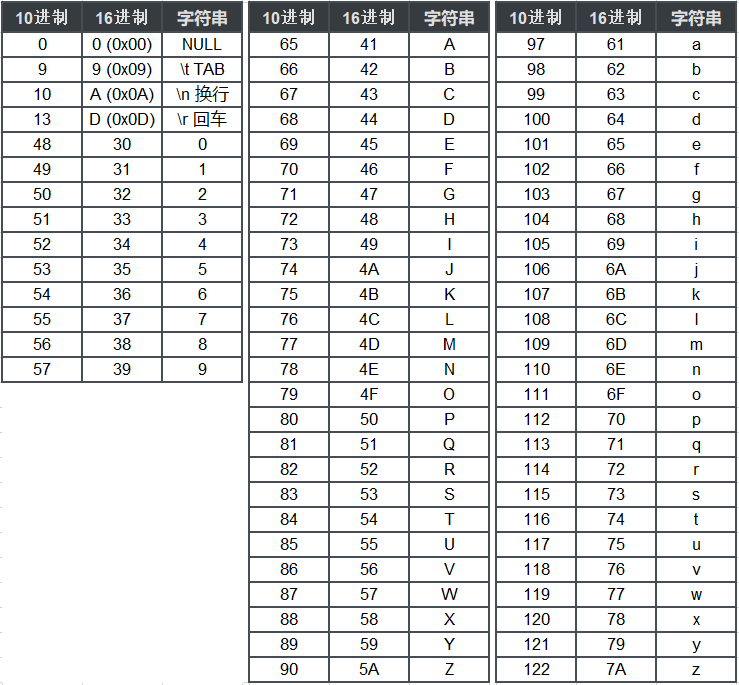 10进制 16进制 字符串 10进制 16进制 字符串 10进制 16进制 字符串
0 0 (0x00) NULL 65 41 A 97 61 a
9 9 (0x09) \t TAB 66 42 B 98 62 b
10 A (0x0A) \n 换行 67 43 C 99 63 c
13 D (0x0D) \r 回车 68 44 D 100 64 d
48 30 0 69 45 E 101 65 e
49 31 1 70 46 F 102 66 f
50 32 2 71 47 G 103 67 g
51 33 3 72 48 H 104 68 h
52 34 4 73 49 I 105 69 i
53 35 5 74 4A J 106 6A j
54 36 6 75 4B K 107 6B k
55 37 7 76 4C L 108 6C l
56 38 8 77 4D M 109 6D m
57 39 9 78 4E N 110 6E n
79 4F O 111 6F o
80 50 P 112 70 p
81 51 Q 113 71 q
82 52 R 114 72 r
83 53 S 115 73 s
84 54 T 116 74 t
85 55 U 117 75 u
86 56 V 118 76 v
87 57 W 119 77 w
88 58 X 120 78 x
89 59 Y 121 79 y
90 5A Z 122 7A z